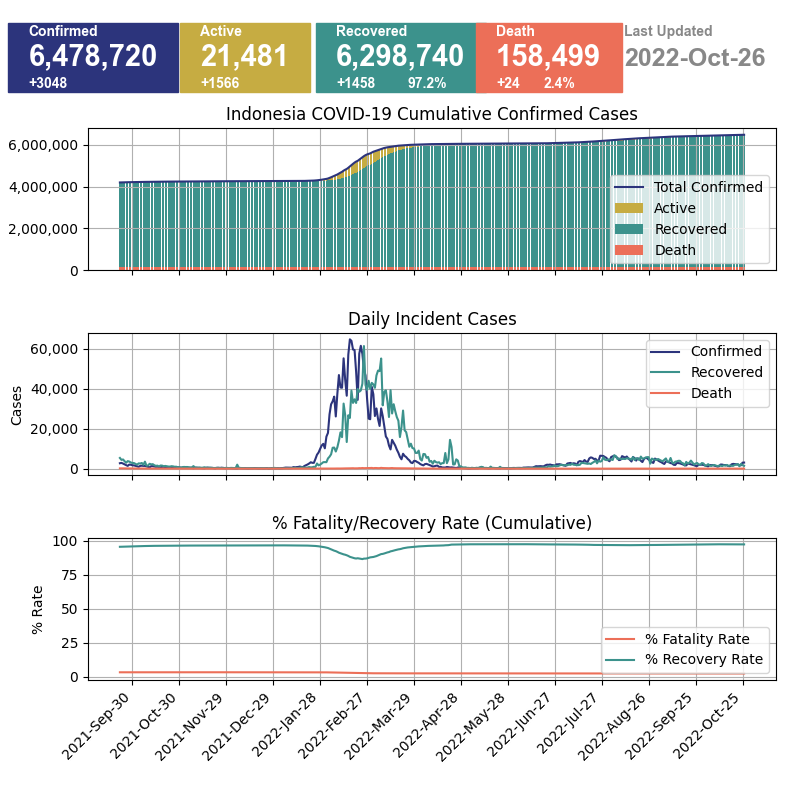 Confirmed
6,478,720
+3048
Active
21,481
+1566
Recovered
6,298,740
+1458 97.2%
Death
158,499
+24 2.4%
Last Updated
2022-Oct-26
Indonesia COVID-19 Cumulative Confirmed Cases
6,000,000
4,000,000
2,000,000
0
Total Confirmed
Active
Recovered
Death
Daily Incident Cases
Cases
60,000
40,000
20,000
0
Confirmed
Recovered
Death
% Fatality/Recovery Rate (Cumulative)
% Rate
100
75
50
25
0
% Fatality Rate
% Recovery Rate
2021-Sep-30
2021-Oct-30
2021-Nov-29
2021-Dec-29
2022-Jan-28
2022-Feb-27
2022-Mar-29
2022-Apr-28
2022-May-28
2022-Jun-27
2022-Jul-27
2022-Aug-26
2022-Sep-25
2022-Oct-25